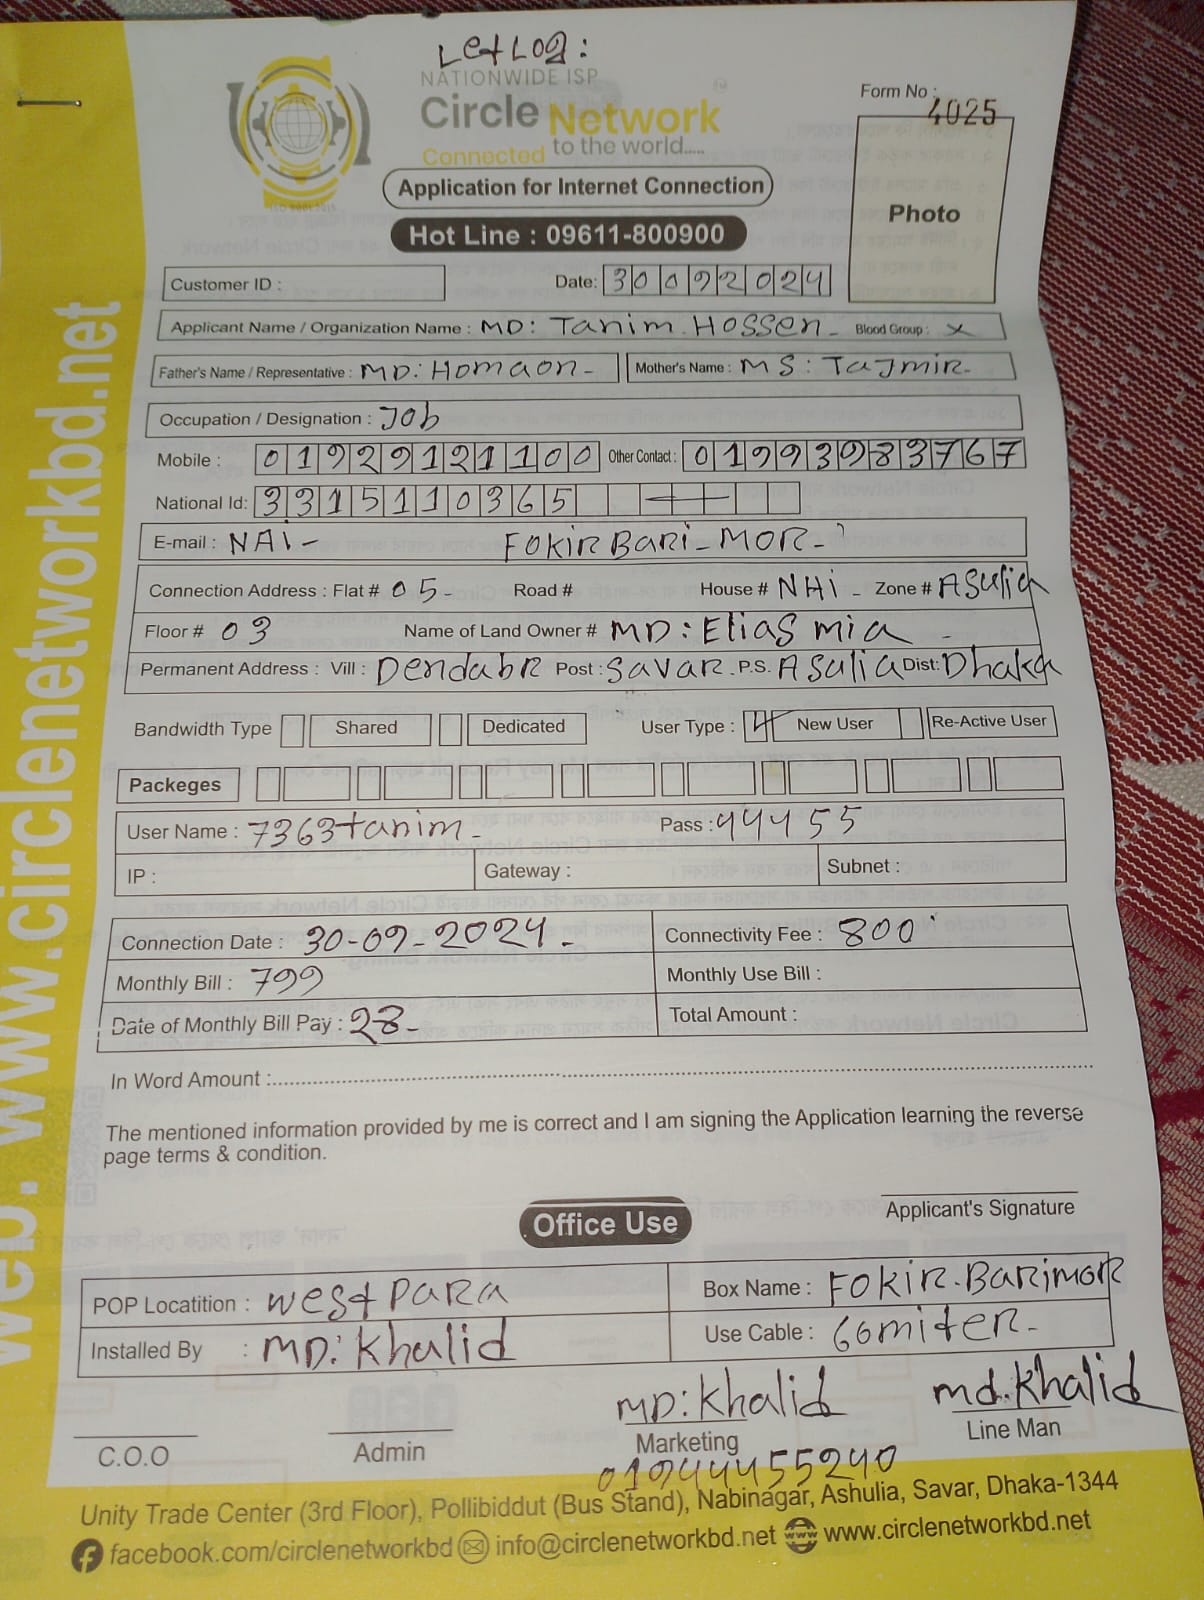 LetLog:
NATIONWIDE ISP
Circle Network
Connected to the world.....
Application for Internet Connection
Hot Line : 09611-800900
Form No : 4025
Photo
Customer ID :
Date: 30092024
Applicant Name / Organization Name : MD: Tanim Hossen- Blood Group : x
Father's Name / Representative : MD: Homaon- Mother's Name : MS: TaJmir-
Occupation / Designation : Job
Mobile : 01929121100 Other Contact : 01993983767
National Id: 3315110365
E-mail : NAi- FOKIR BARi-MOR-
Connection Address : Flat # 05- Road # House # NHi- Zone # Asulia
Floor # 03 Name of Land Owner # MD: Elias mia -
Permanent Address : Vill : Dendabr Post : Savar. P.S. Asulia Dist: Dhaka
Bandwidth Type Shared Dedicated User Type : New User Re-Active User
Packeges
User Name : 7363tanim- Pass : 44455
IP : Gateway : Subnet :
Connection Date : 30-09-2024- Connectivity Fee : 800
Monthly Bill : 799 Monthly Use Bill :
Date of Monthly Bill Pay : 28- Total Amount :
In Word Amount :
The mentioned information provided by me is correct and I am signing the Application learning the reverse
page terms & condition.
Applicant's Signature
Office Use
POP Locatition : West PARA Box Name : FOKIR.BARIMOR
Installed By : MD: Khalid Use Cable : 60miter-
MD: Khalid md. Khalid
C.O.O Admin Marketing Line Man
01944455240
Unity Trade Center (3rd Floor), Pollibiddut (Bus Stand), Nabinagar, Ashulia, Savar, Dhaka-1344
facebook.com/circlenetworkbd info@circlenetworkbd.net www.circlenetworkbd.net
web. www.circlenetworkbd.net